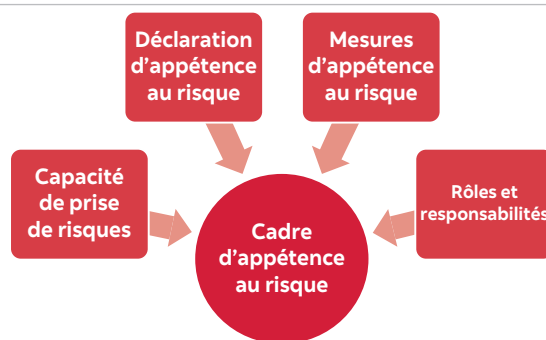 Déclaration
d'appétence
au risque
Mesures
d'appétence
au risque
Capacité
de prise
de risques
Rôles et
responsabilités
Cadre
d'appétence
au risque